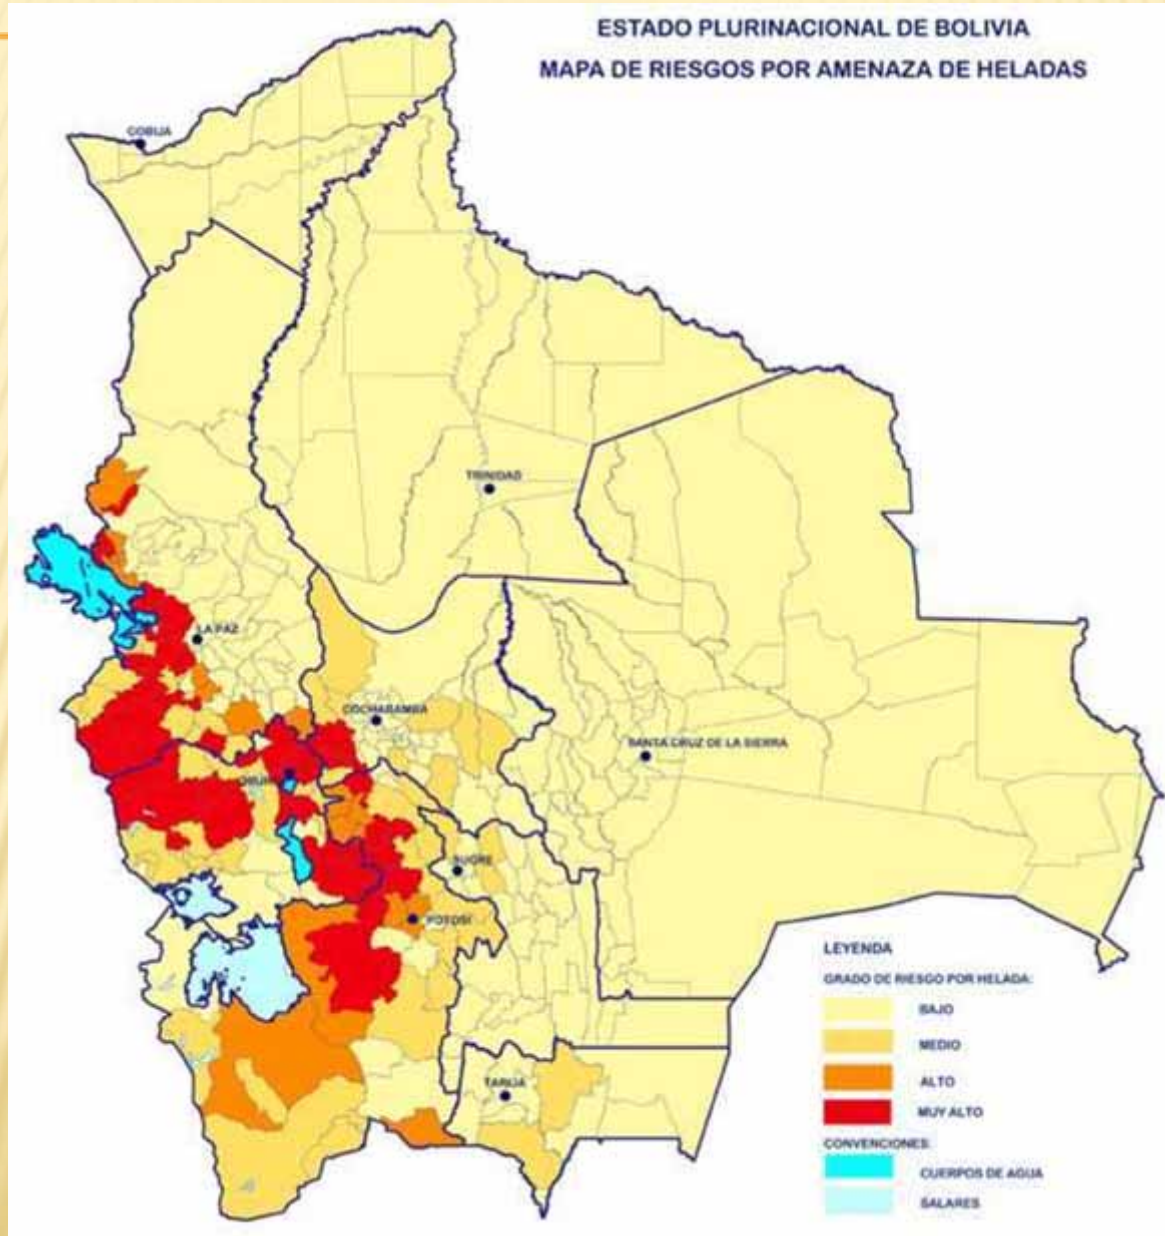 ESTADO PLURINACIONAL DE BOLIVIA
MAPA DE RIESGOS POR AMENAZA DE HELADAS
COBIJA
TRINIDAD
LA PAZ
COCHABAMBA
SANTA CRUZ DE LA SIERRA
ORURO
SUCRE
POTOSI
TARIJA
LEYENDA
GRADO DE RIESGO POR HELADA:
BAJO
MEDIO
ALTO
MUY ALTO
CONVENCIONES:
CUERPOS DE AGUA
SALARES